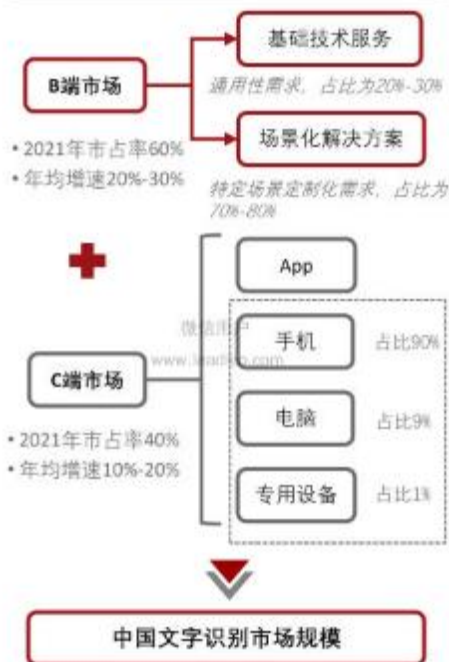 基础技术服务
B端市场
通用性需求，占比为20%-30%
场景化解决方案
• 2021年市占率60%
• 年均增速20%-30%
特定场景定制化需求，占比为
70%-80%
App
微信用户
手机
占比90%
C端市场
• 2021年市占率40%
• 年均增速10%-20%
电脑
占比9%
专用设备
占比1%
中国文字识别市场规模